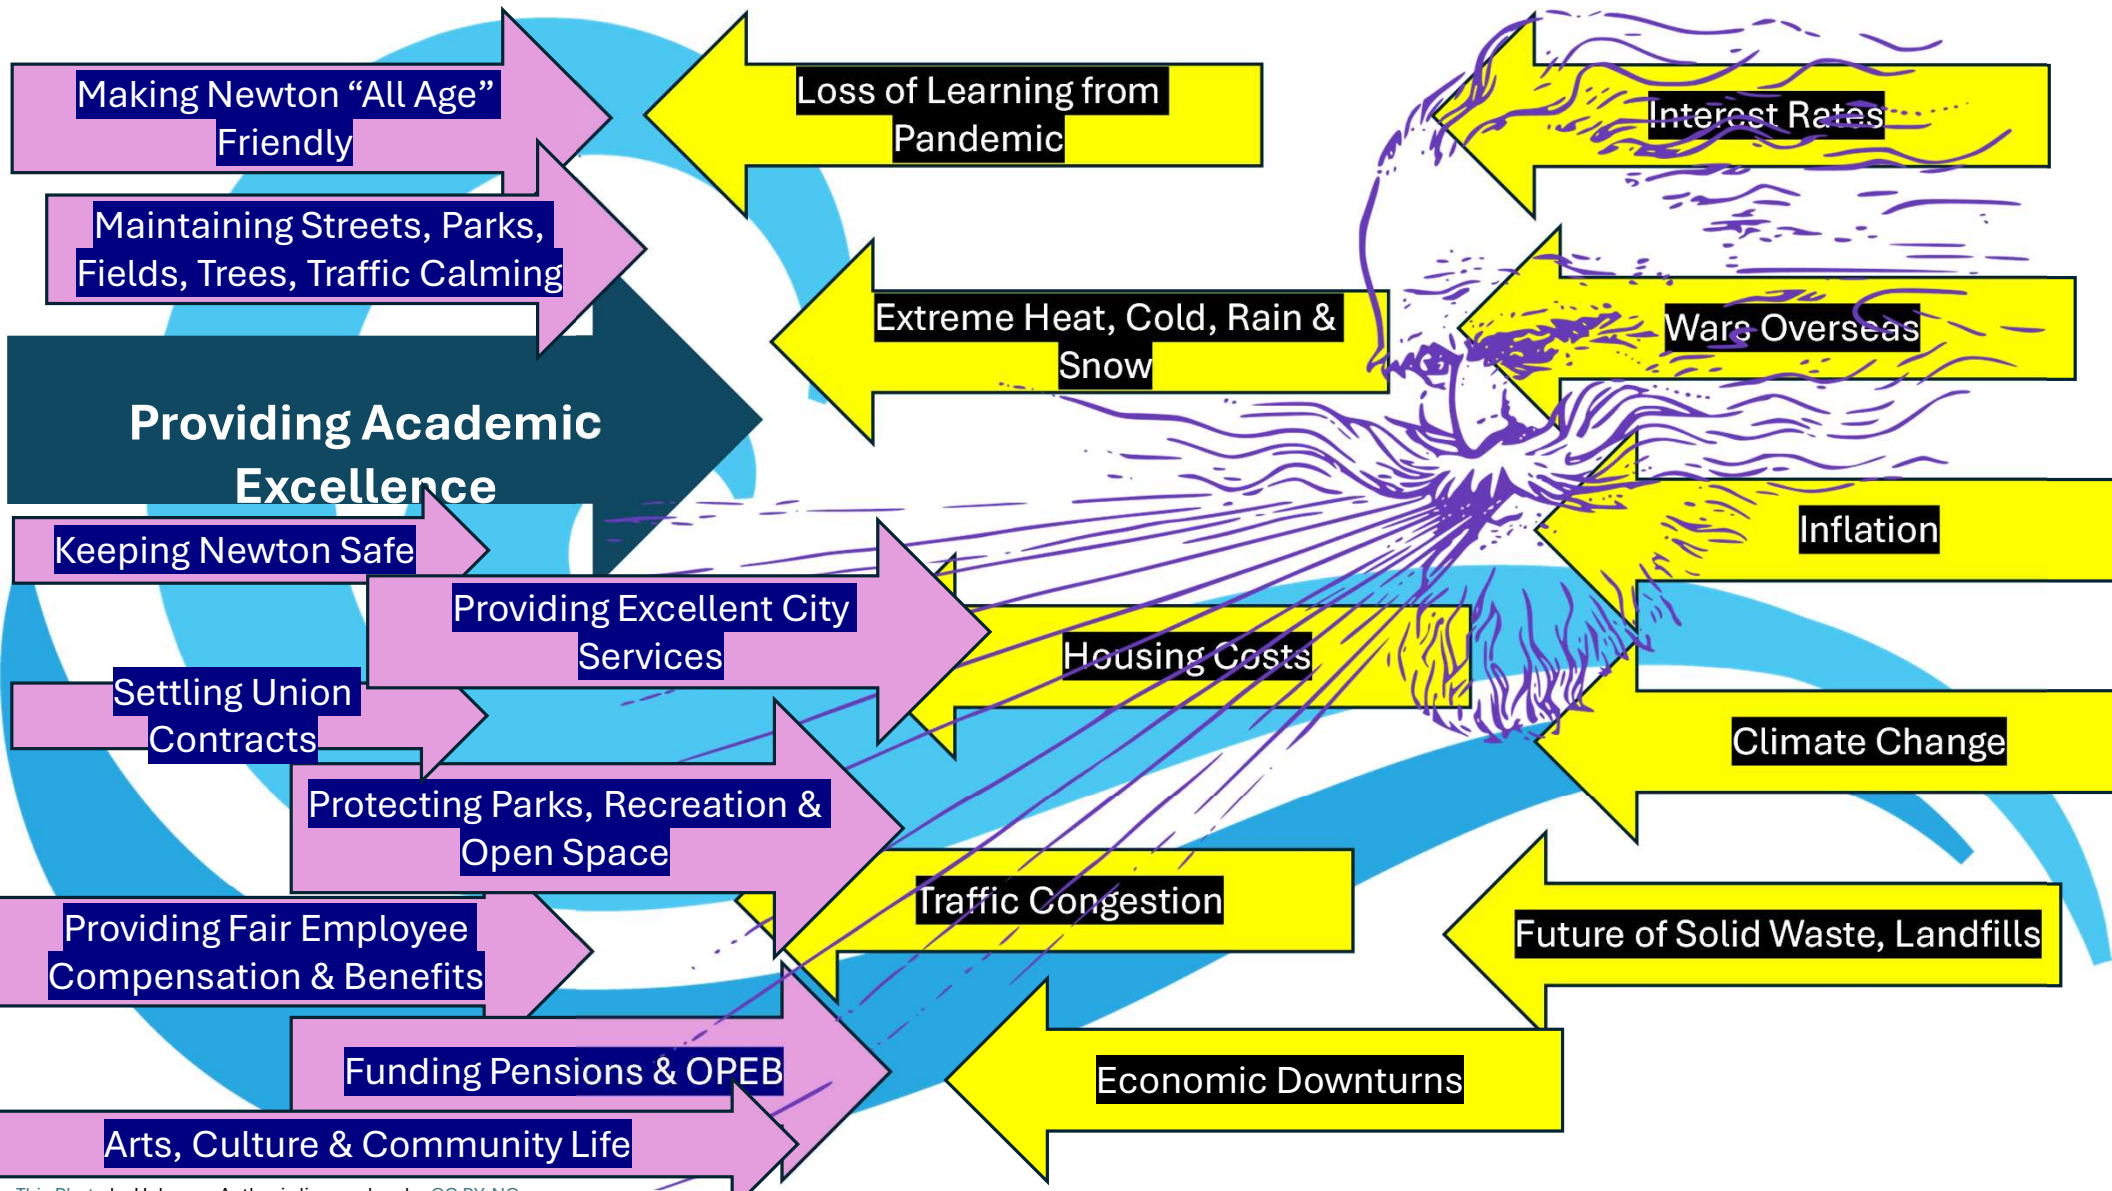 Making Newton “All Age”
Friendly
Loss of Learning from
Pandemic
Interest Rates
Maintaining Streets, Parks,
Fields, Trees, Traffic Calming
Extreme Heat, Cold, Rain &
Snow
Wars Overseas
Providing Academic
Excellence
Keeping Newton Safe
Inflation
Providing Excellent City
Services
Housing Costs
Settling Union
Contracts
Climate Change
Protecting Parks, Recreation &
Open Space
Traffic Congestion
Future of Solid Waste, Landfills
Providing Fair Employee
Compensation & Benefits
Funding Pensions & OPEB
Economic Downturns
Arts, Culture & Community Life